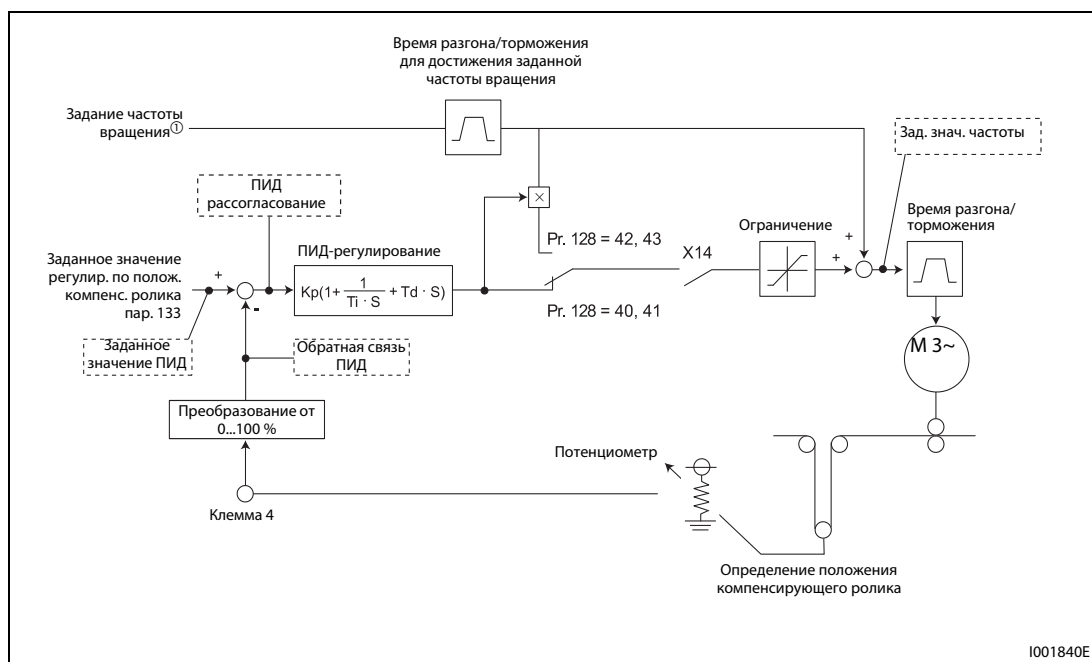 Время разгона/торможения
для достижения заданной
частоты вращения
Задание частоты
вращения①
Зад. знач. частоты
ПИД
рассогласование
Время разгона/
торможения
Pr. 128 = 42, 43
Ограничение
X14
ПИД-регулирование
Заданное значение
регулир. по полож.
компенс. ролика
пар. 133
+
-
Kp(1+ 1/(Ti · S) + Td · S)
×
+
+
Pr. 128 = 40, 41
Заданное
значение ПИД
Обратная связь
ПИД
M 3~
Преобразование от
0...100 %
Потенциометр
Клемма 4
Определение положения
компенсирующего ролика
I001840E